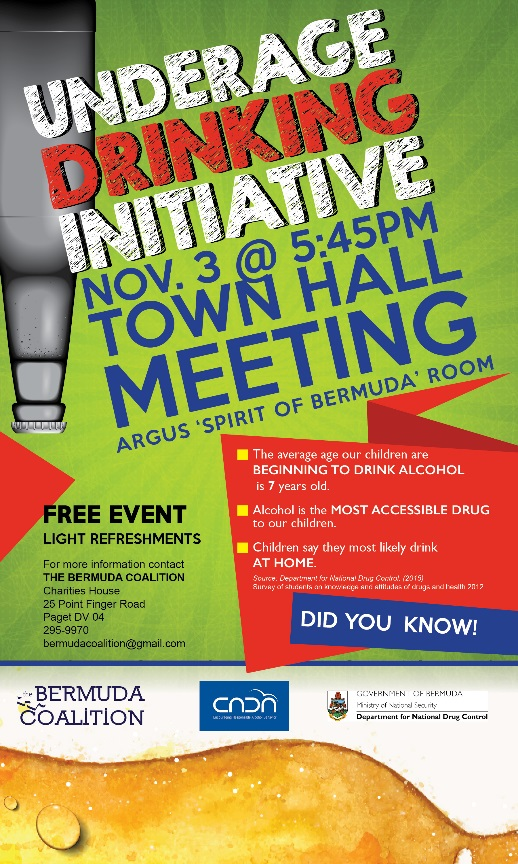 UNDERAGE
DRINKING
INITIATIVE
NOV. 3 @ 5:45PM
TOWN HALL
MEETING
ARGUS ‘SPIRIT OF BERMUDA’ ROOM
The average age our children are
BEGINNING TO DRINK ALCOHOL
is 7 years old.
Alcohol is the MOST ACCESSIBLE DRUG
to our children.
Children say they most likely drink
AT HOME.
Source: Department for National Drug Control,
Survey of students on knowledge and attitudes of drugs and health 2012
DID YOU KNOW!
FREE EVENT
LIGHT REFRESHMENTS
For more information contact
THE BERMUDA COALITION
Charities House
25 Point Finger Road
Paget DV 04
295-9970
bermudacoalition@gmail.com
BERMUDA
COALITION
CADA
GOVERNMENT OF BERMUDA
Ministry of National Security
Department for National Drug Control